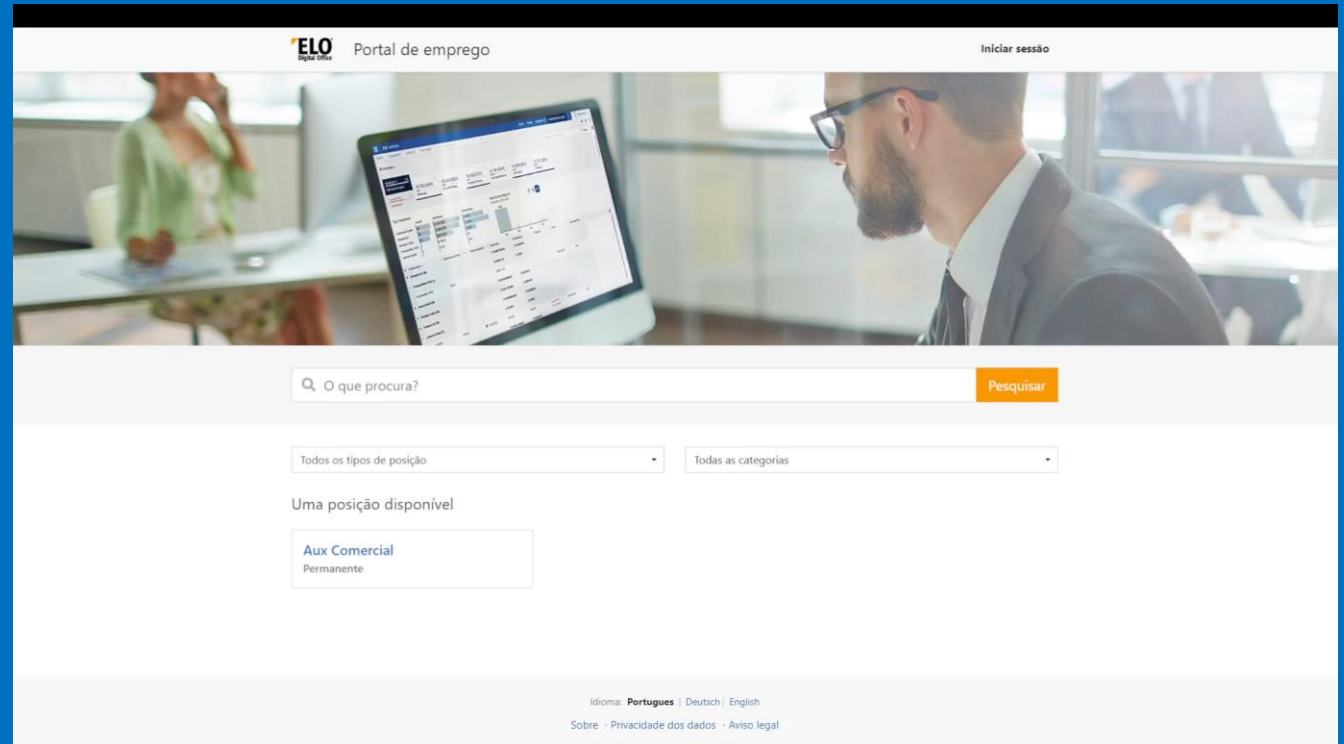 ELO
Digital Office
Portal de emprego
Iniciar sessão
O que procura?
Pesquisar
Todos os tipos de posição
Todas as categorias
Uma posição disponível
Aux Comercial
Permanente
Idioma: Portugues | Deutsch | English
Sobre · Privacidade dos dados · Aviso legal